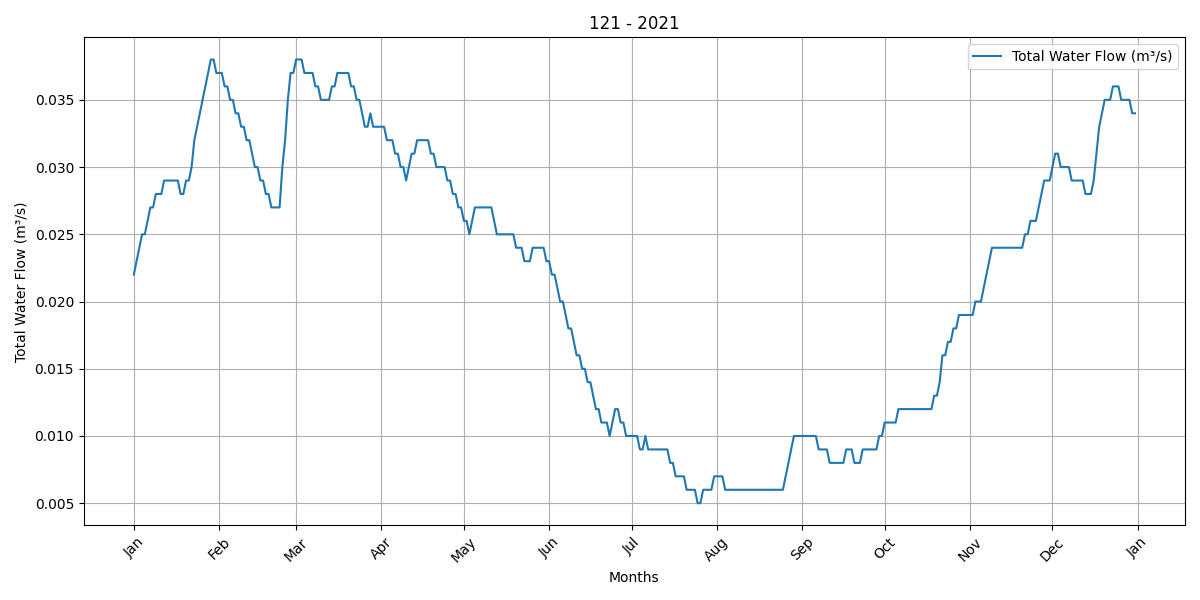 121 - 2021
Total Water Flow (m³/s)
Total Water Flow (m³/s)
0.035
0.030
0.025
0.020
0.015
0.010
0.005
Jan Feb Mar Apr May Jun Jul Aug Sep Oct Nov Dec Jan
Months